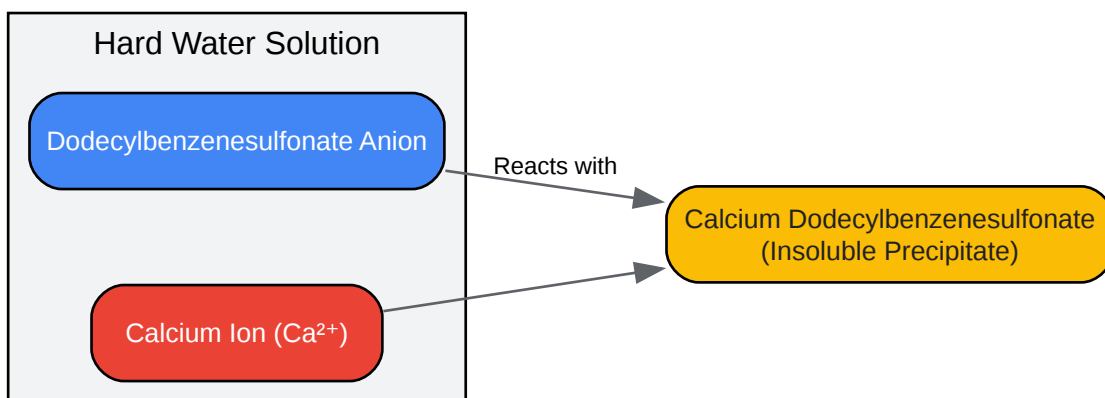 Hard Water Solution
Dodecylbenzenesulfonate Anion
Reacts with
Calcium Dodecylbenzenesulfonate
(Insoluble Precipitate)
Calcium Ion (Ca²⁺)